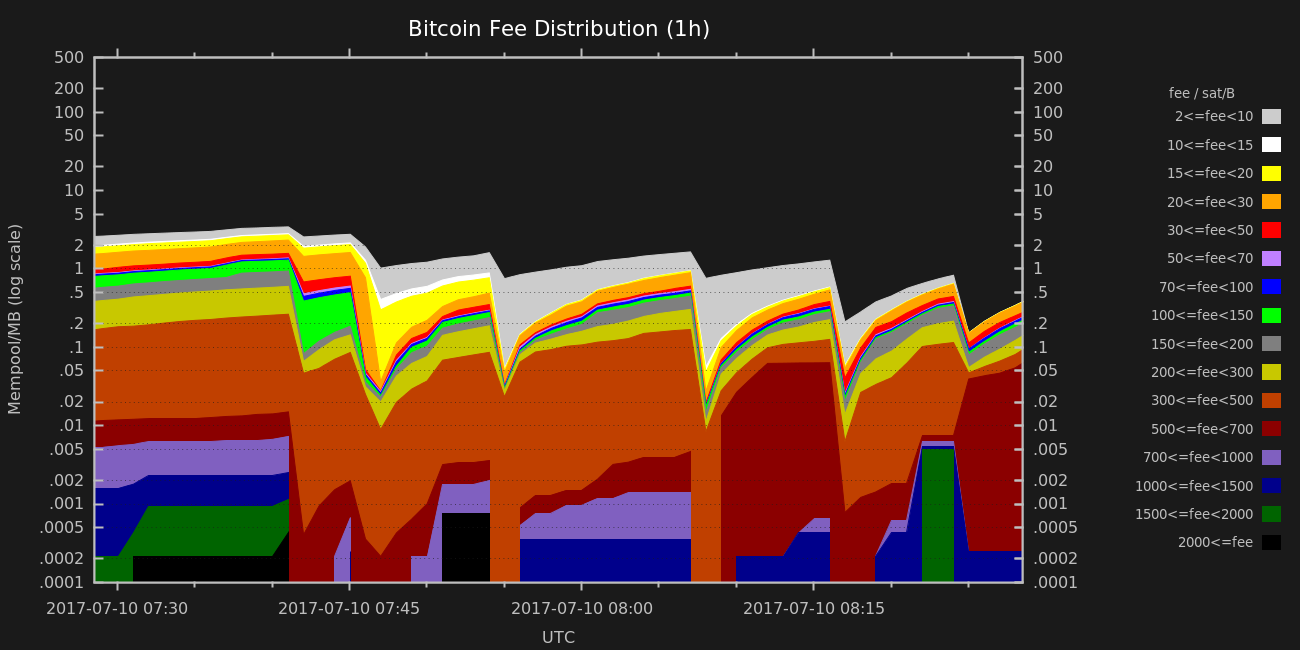 Bitcoin Fee Distribution (1h)
Mempool/MB (log scale)
500
200
100
50
20
10
5
2
1
.5
.2
.1
.05
.02
.01
.005
.002
.001
.0005
.0002
.0001
500
200
100
50
20
10
5
2
1
.5
.2
.1
.05
.02
.01
.005
.002
.001
.0005
.0002
.0001
fee / sat/B
2<=fee<10
10<=fee<15
15<=fee<20
20<=fee<30
30<=fee<50
50<=fee<70
70<=fee<100
100<=fee<150
150<=fee<200
200<=fee<300
300<=fee<500
500<=fee<700
700<=fee<1000
1000<=fee<1500
1500<=fee<2000
2000<=fee
2017-07-10 07:30 2017-07-10 07:45 2017-07-10 08:00 2017-07-10 08:15
UTC